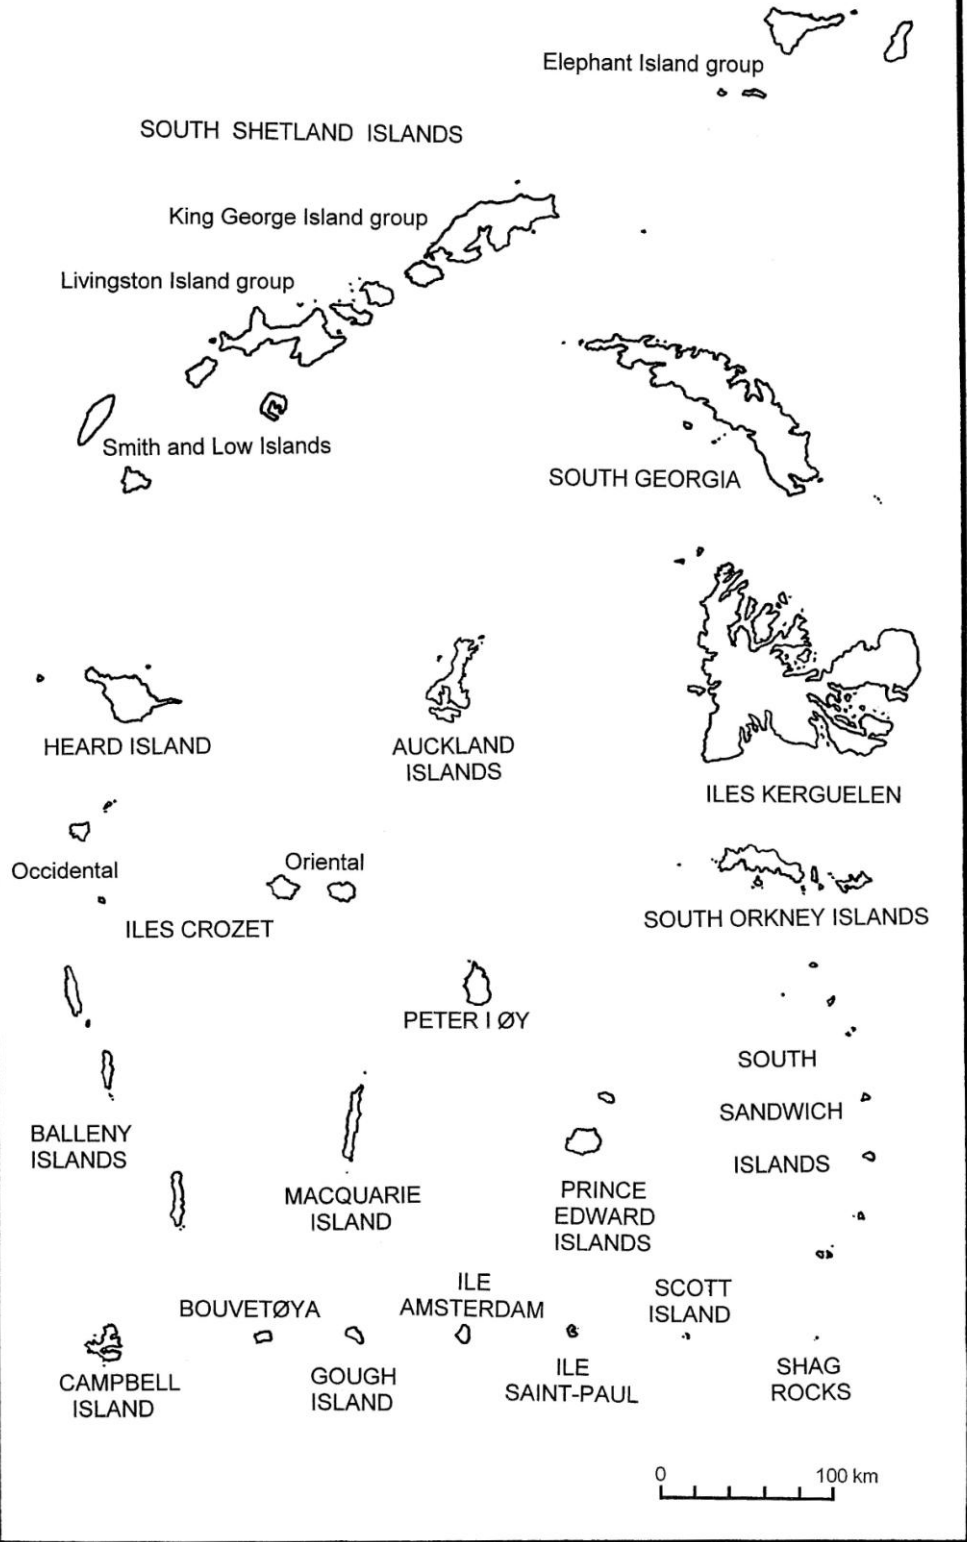 Elephant Island group
SOUTH SHETLAND ISLANDS
King George Island group
Livingston Island group
Smith and Low Islands
SOUTH GEORGIA
HEARD ISLAND
AUCKLAND
ISLANDS
ILES KERGUELEN
Occidental
Oriental
ILES CROZET
SOUTH ORKNEY ISLANDS
PETER I ØY
SOUTH
SANDWICH
ISLANDS
BALLENY
ISLANDS
MACQUARIE
ISLAND
PRINCE
EDWARD
ISLANDS
BOUVETØYA
ILE
AMSTERDAM
SCOTT
ISLAND
CAMPBELL
ISLAND
GOUGH
ISLAND
ILE
SAINT-PAUL
SHAG
ROCKS
0 100 km